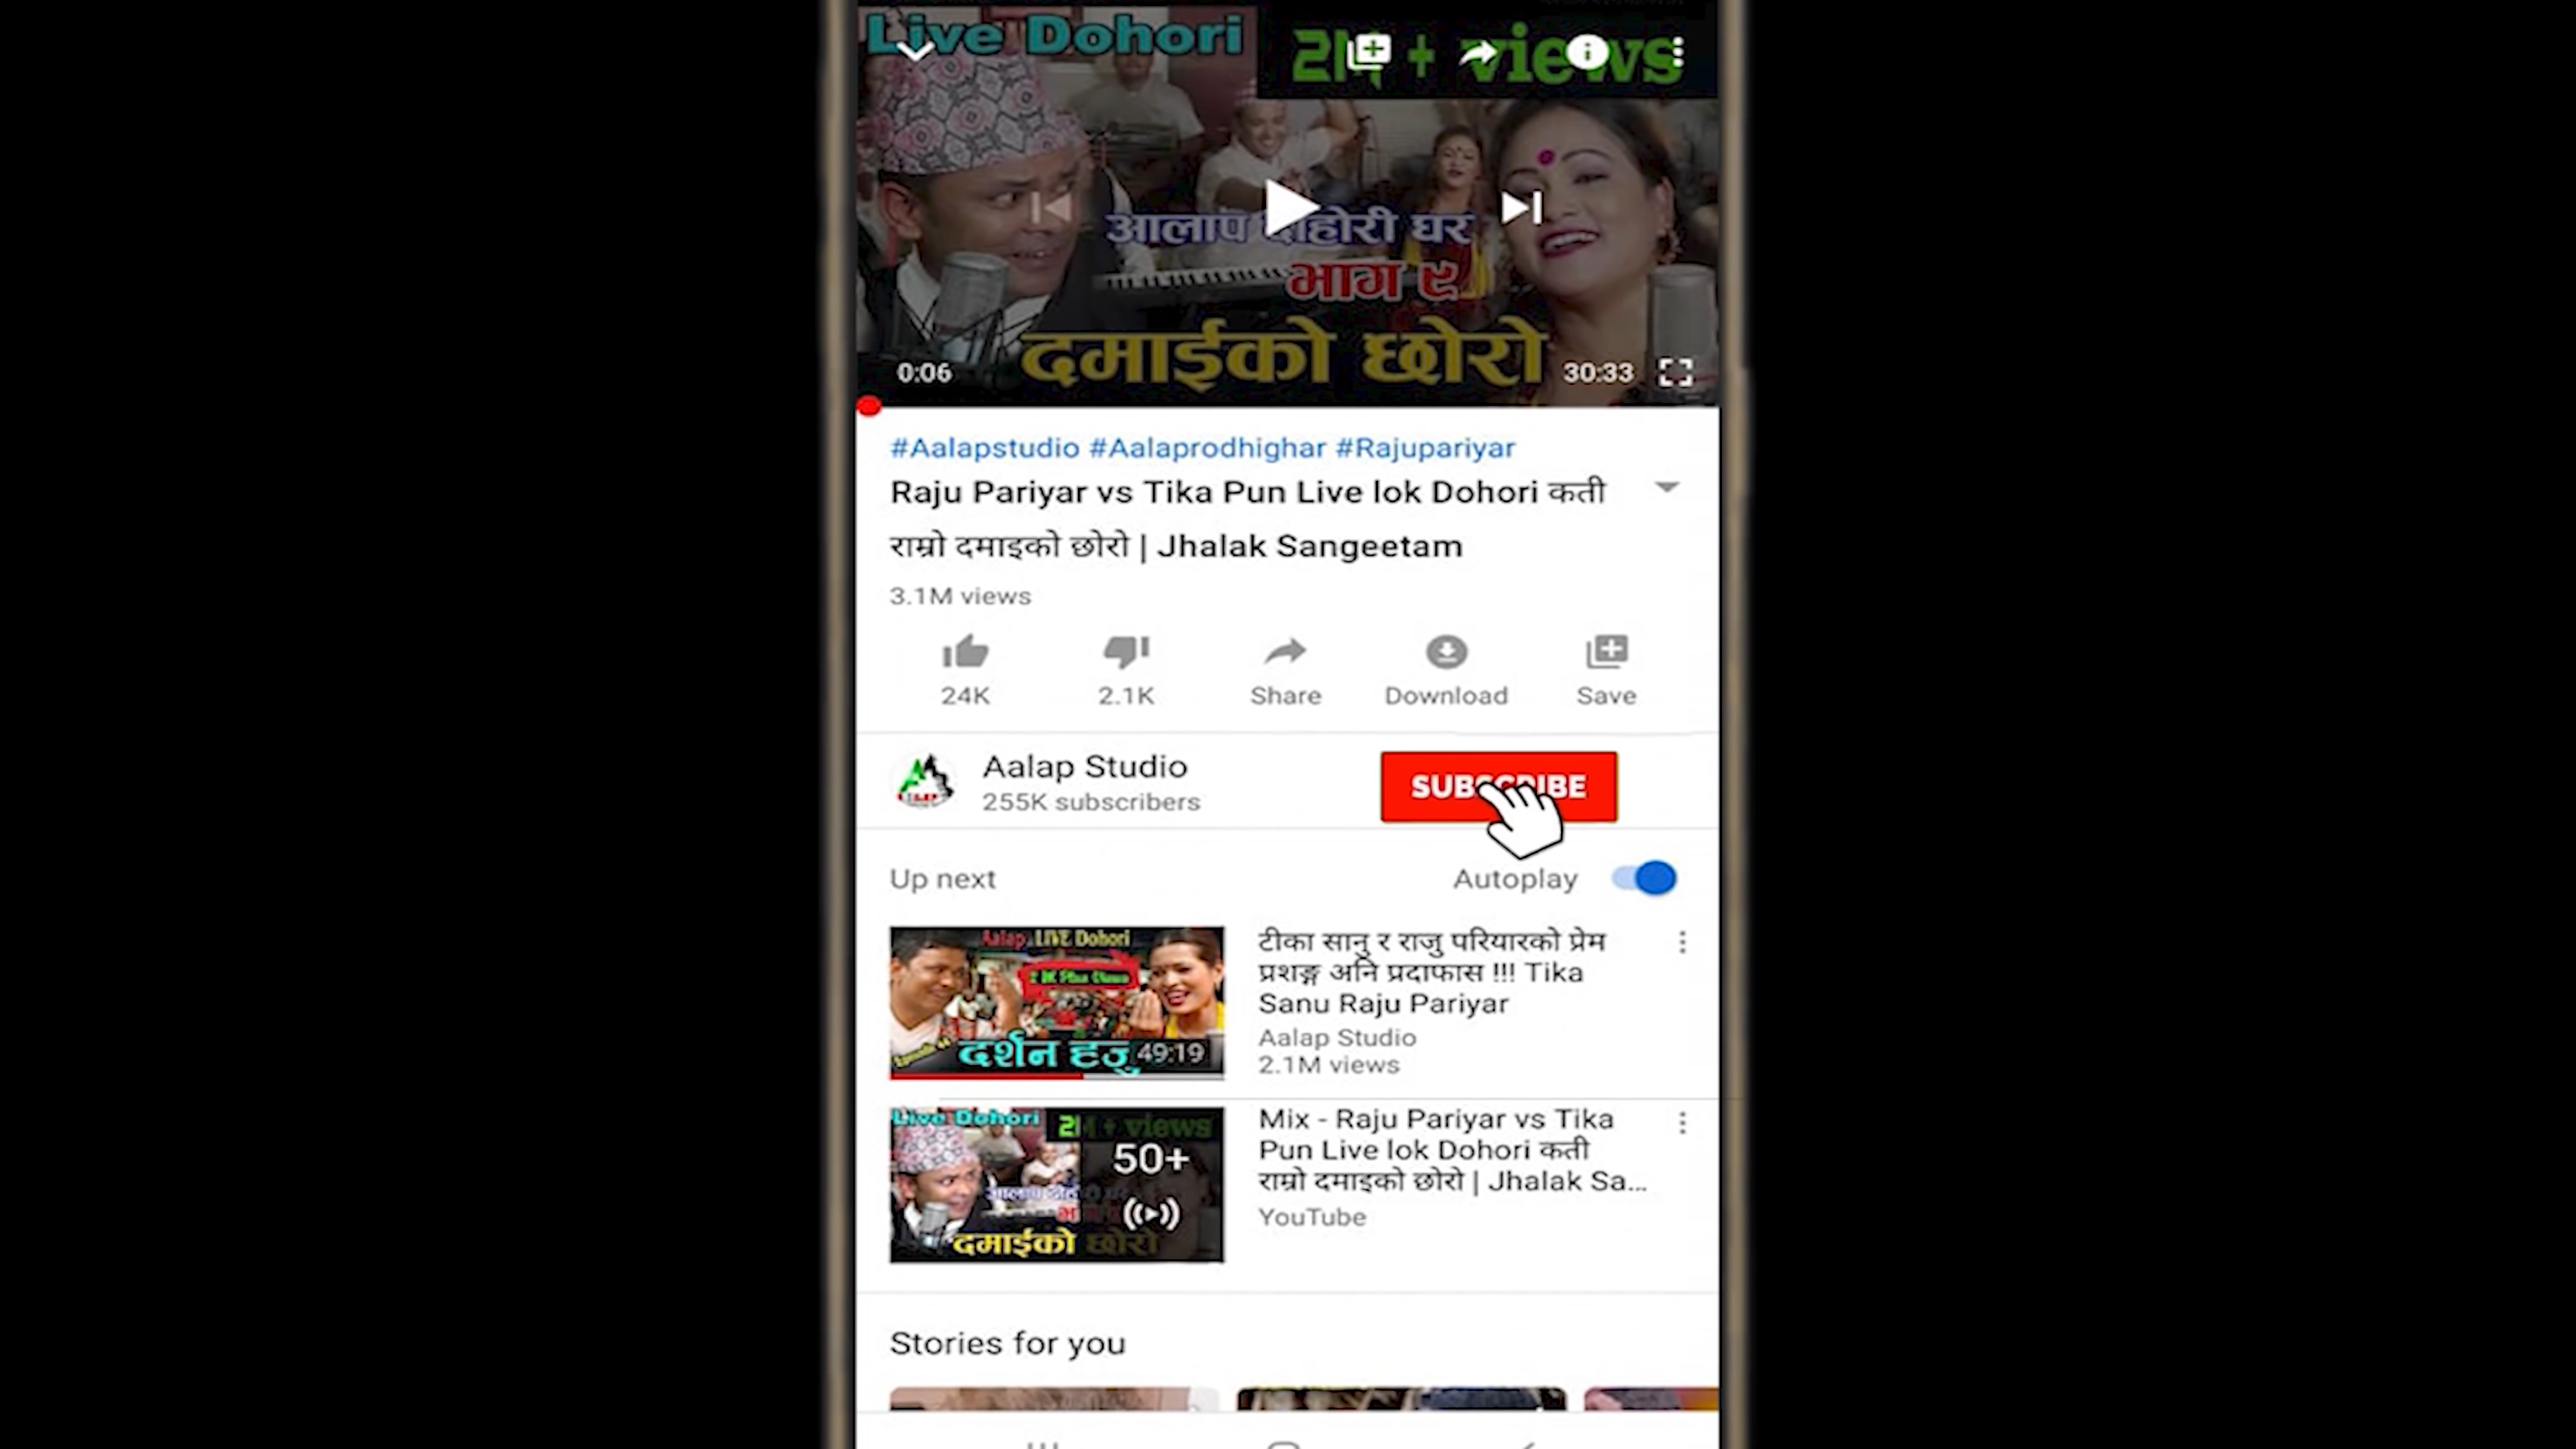 Live Dohori
2M + views
आलाप दोहोरी घर
भाग ९
दमाईको छोरो
0:06
30:33
#Aalapstudio #Aalaprodhighar #Rajupariyar
Raju Pariyar vs Tika Pun Live lok Dohori कती
राम्रो दमाइको छोरो | Jhalak Sangeetam
3.1M views
24K
2.1K
Share
Download
Save
Aalap Studio
255K subscribers
SUBSCRIBE
Up next
Autoplay
Aalap LIVE Dohori
दर्शन हजु
49:19
टीका सानु र राजु परियारको प्रेम
प्रशङ्ग अनि प्रदाफास !!! Tika
Sanu Raju Pariyar
Aalap Studio
2.1M views
Live Dohori
2M + views
50+
दमाईको छोरो
Mix - Raju Pariyar vs Tika
Pun Live lok Dohori कती
राम्रो दमाइको छोरो | Jhalak Sa...
YouTube
Stories for you